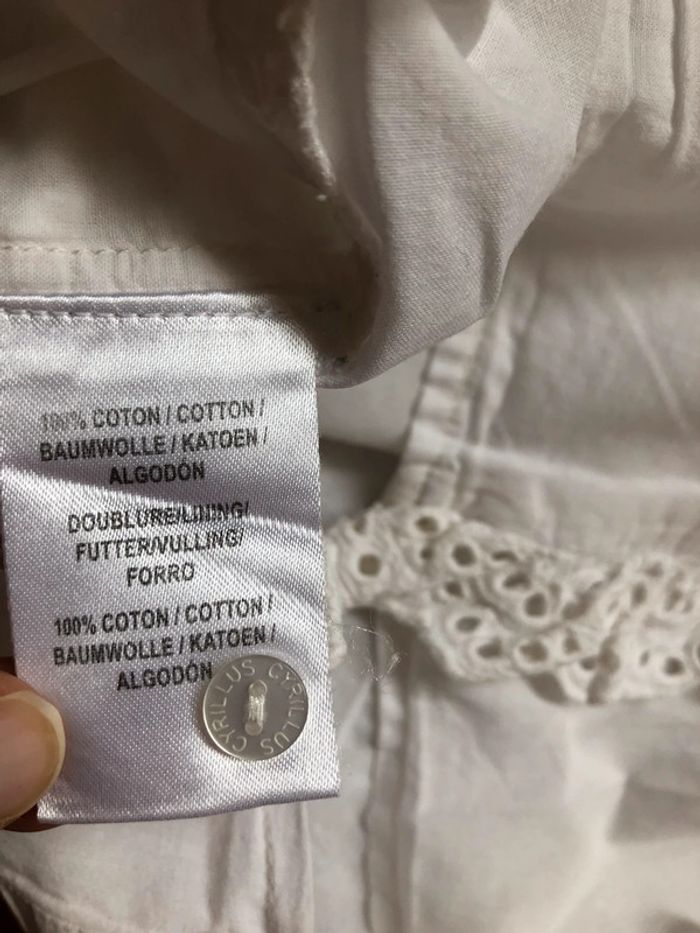 100% COTON / COTTON /
BAUMWOLLE / KATOEN /
ALGODÓN
DOUBLURE/LINING/
FUTTER/VULLING/
FORRO
100% COTON / COTTON /
BAUMWOLLE / KATOEN /
ALGODÓN
CYRILLUS CYRILLUS